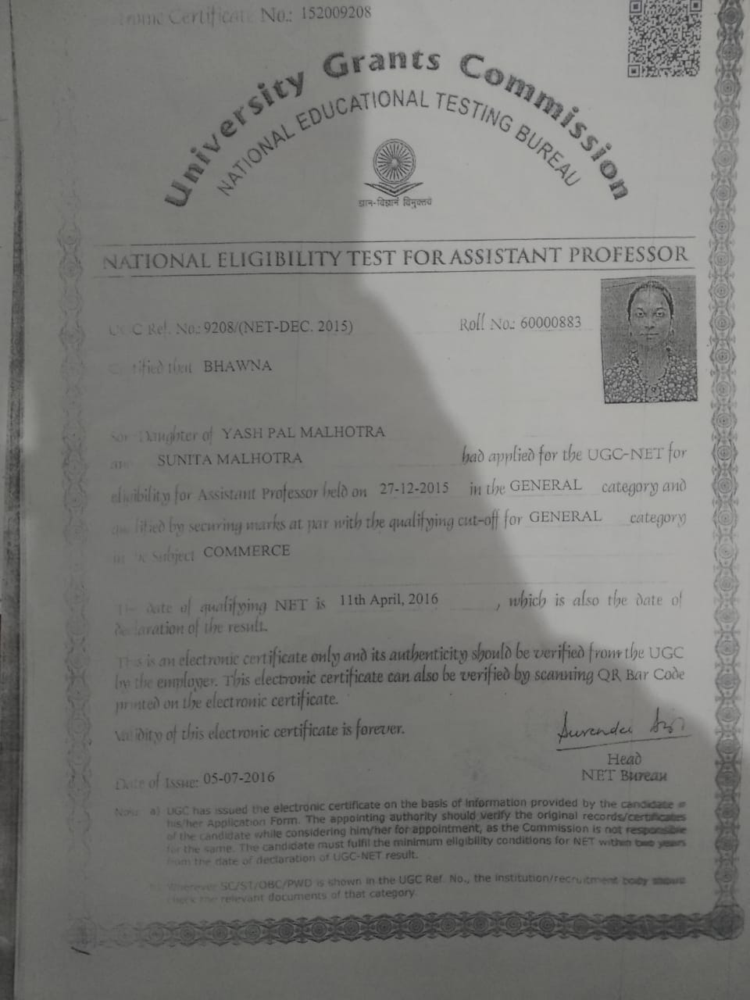 Certificate No.: 152009208
University Grants Commission
NATIONAL EDUCATIONAL TESTING BUREAU
ज्ञान-विज्ञानं विमुक्तये
NATIONAL ELIGIBILITY TEST FOR ASSISTANT PROFESSOR
UGC Ref. No.: 9208/(NET-DEC. 2015) Roll No.: 60000883
Certified that BHAWNA
Son/Daughter of YASH PAL MALHOTRA
and SUNITA MALHOTRA had applied for the UGC-NET for
eligibility for Assistant Professor held on 27-12-2015 in the GENERAL category and
qualified by securing marks at par with the qualifying cut-off for GENERAL category
in the Subject COMMERCE
The date of qualifying NET is 11th April, 2016 , which is also the date of
declaration of the result.
This is an electronic certificate only and its authenticity should be verified from the UGC
by the employer. This electronic certificate can also be verified by scanning QR Bar Code
printed on the electronic certificate.
Validity of this electronic certificate is forever.
Surender Singh
Head
Date of Issue: 05-07-2016 NET Bureau
Note: a) UGC has issued the electronic certificate on the basis of information provided by the candidate in
his/her Application Form. The appointing authority should verify the original records/certificates
of the candidate while considering him/her for appointment, as the Commission is not responsible
for the same. The candidate must fulfil the minimum eligibility conditions for NET within two years
from the date of declaration of UGC-NET result.
Wherever SC/ST/OBC/PWD is shown in the UGC Ref. No., the institution/recruitment body should
check the relevant documents of that category.